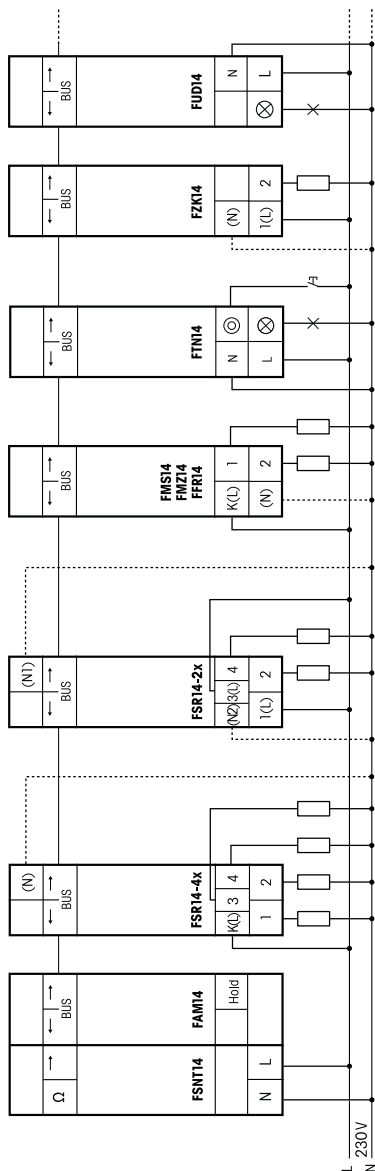 Ω →
FSNT14
N L
← →
BUS
FAM14
Hold
(N)
← →
BUS
FSR14-4x
K(L) 3 4
1 2
(N1)
← →
BUS
FSR14-2x
(N2) 3(L) 4
1(L) 2
← →
BUS
FMS14
FMZ14
FFR14
K(L) 1
(N) 2
← →
BUS
FTN14
N
L
← →
BUS
FZK14
(N)
1(L) 2
← →
BUS
FUD14
N
L
L
230V
N